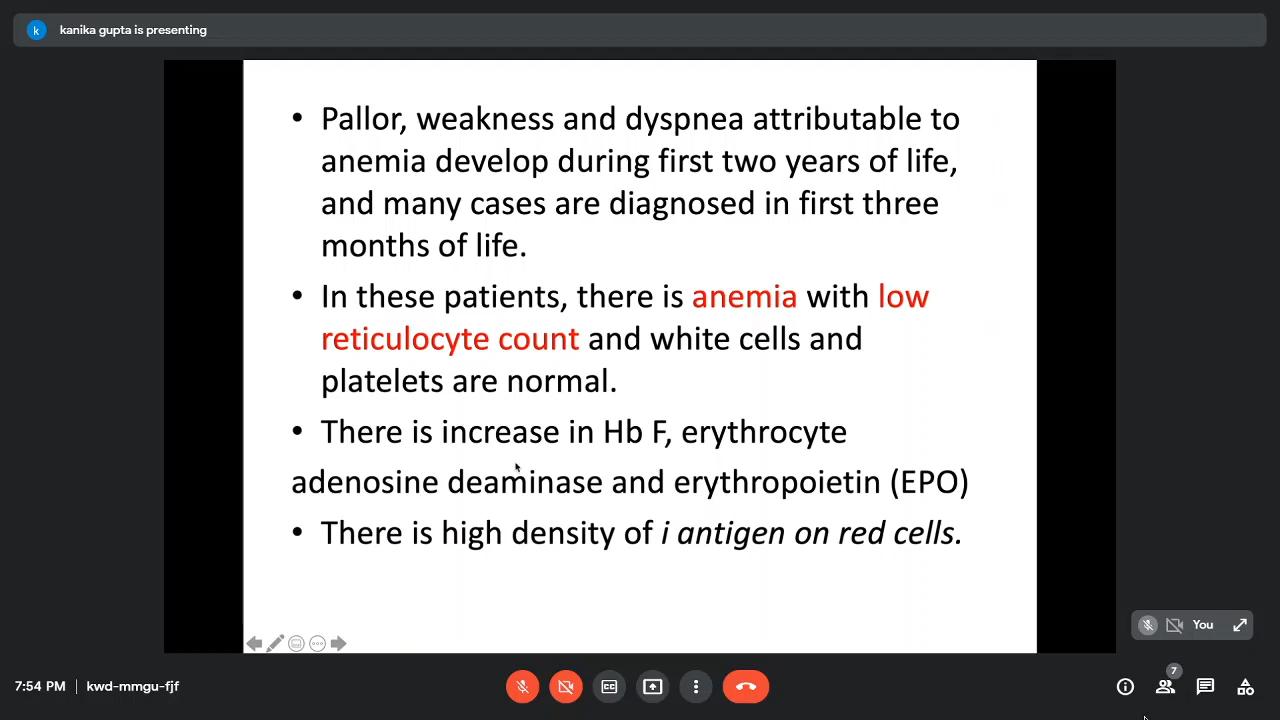 k kanika gupta is presenting
• Pallor, weakness and dyspnea attributable to
anemia develop during first two years of life,
and many cases are diagnosed in first three
months of life.
• In these patients, there is anemia with low
reticulocyte count and white cells and
platelets are normal.
• There is increase in Hb F, erythrocyte
adenosine deaminase and erythropoietin (EPO)
• There is high density of i antigen on red cells.
You
7:54 PM | kwd-mmgu-fjf
CC
7